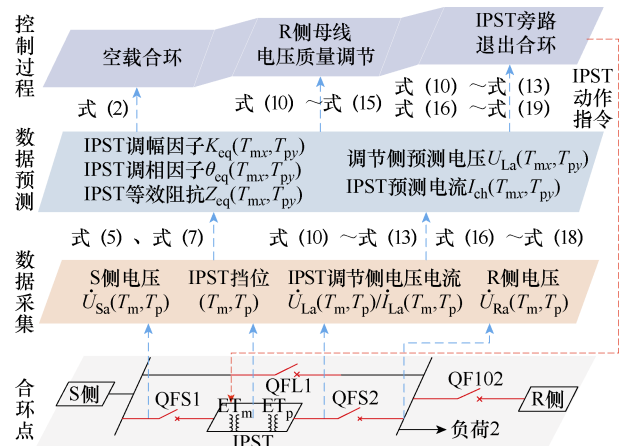 控制过程
空载合环
R侧母线
电压质量调节
IPST旁路
退出合环
式 (2)
式 (10) ～式 (15)
式 (10) ～式 (13)
式 (16) ～式 (19)
IPST
动作
指令
数据预测
IPST调幅因子Keq(Tmx,Tpy)
IPST调相因子θeq(Tmx,Tpy)
IPST等效阻抗Zeq(Tmx,Tpy)
调节侧预测电压ULa(Tmx,Tpy)
IPST预测电流Ich(Tmx,Tpy)
式 (5) 、式 (7)
式 (10) ～式 (13)
式 (16) ～式 (18)
数据采集
S侧电压
U̇Sa(Tm,Tp)
IPST挡位
(Tm,Tp)
IPST调节侧电压电流
U̇La(Tm,Tp)/İLa(Tm,Tp)
R侧电压
U̇Ra(Tm,Tp)
合环点
S侧
QFS1
QFL1
ETm
ETp
IPST
QFS2
QF102
R侧
负荷2